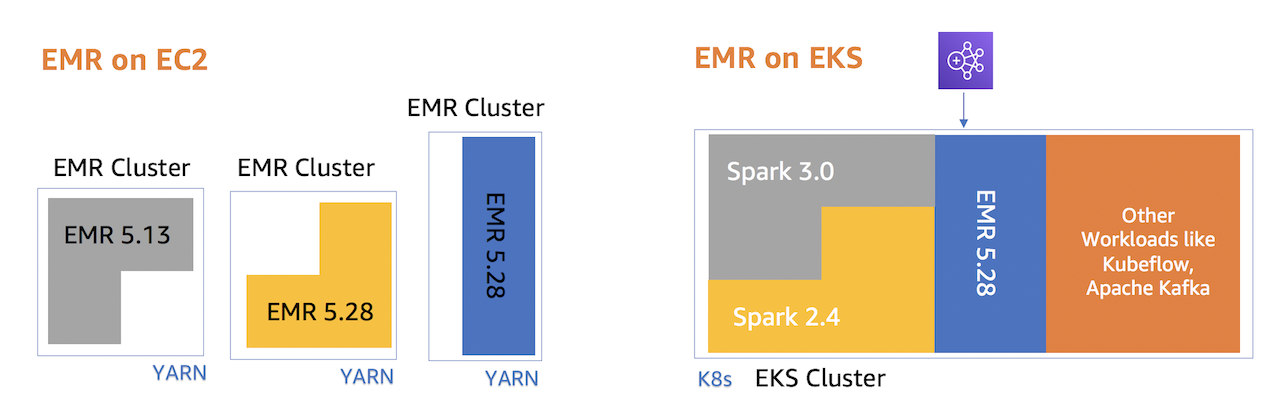 EMR on EC2
EMR Cluster
EMR 5.13
YARN
EMR Cluster
EMR 5.28
YARN
EMR Cluster
EMR 5.28
YARN
EMR on EKS
Spark 3.0
Spark 2.4
EMR 5.28
Other
Workloads like
Kubeflow,
Apache Kafka
K8s EKS Cluster